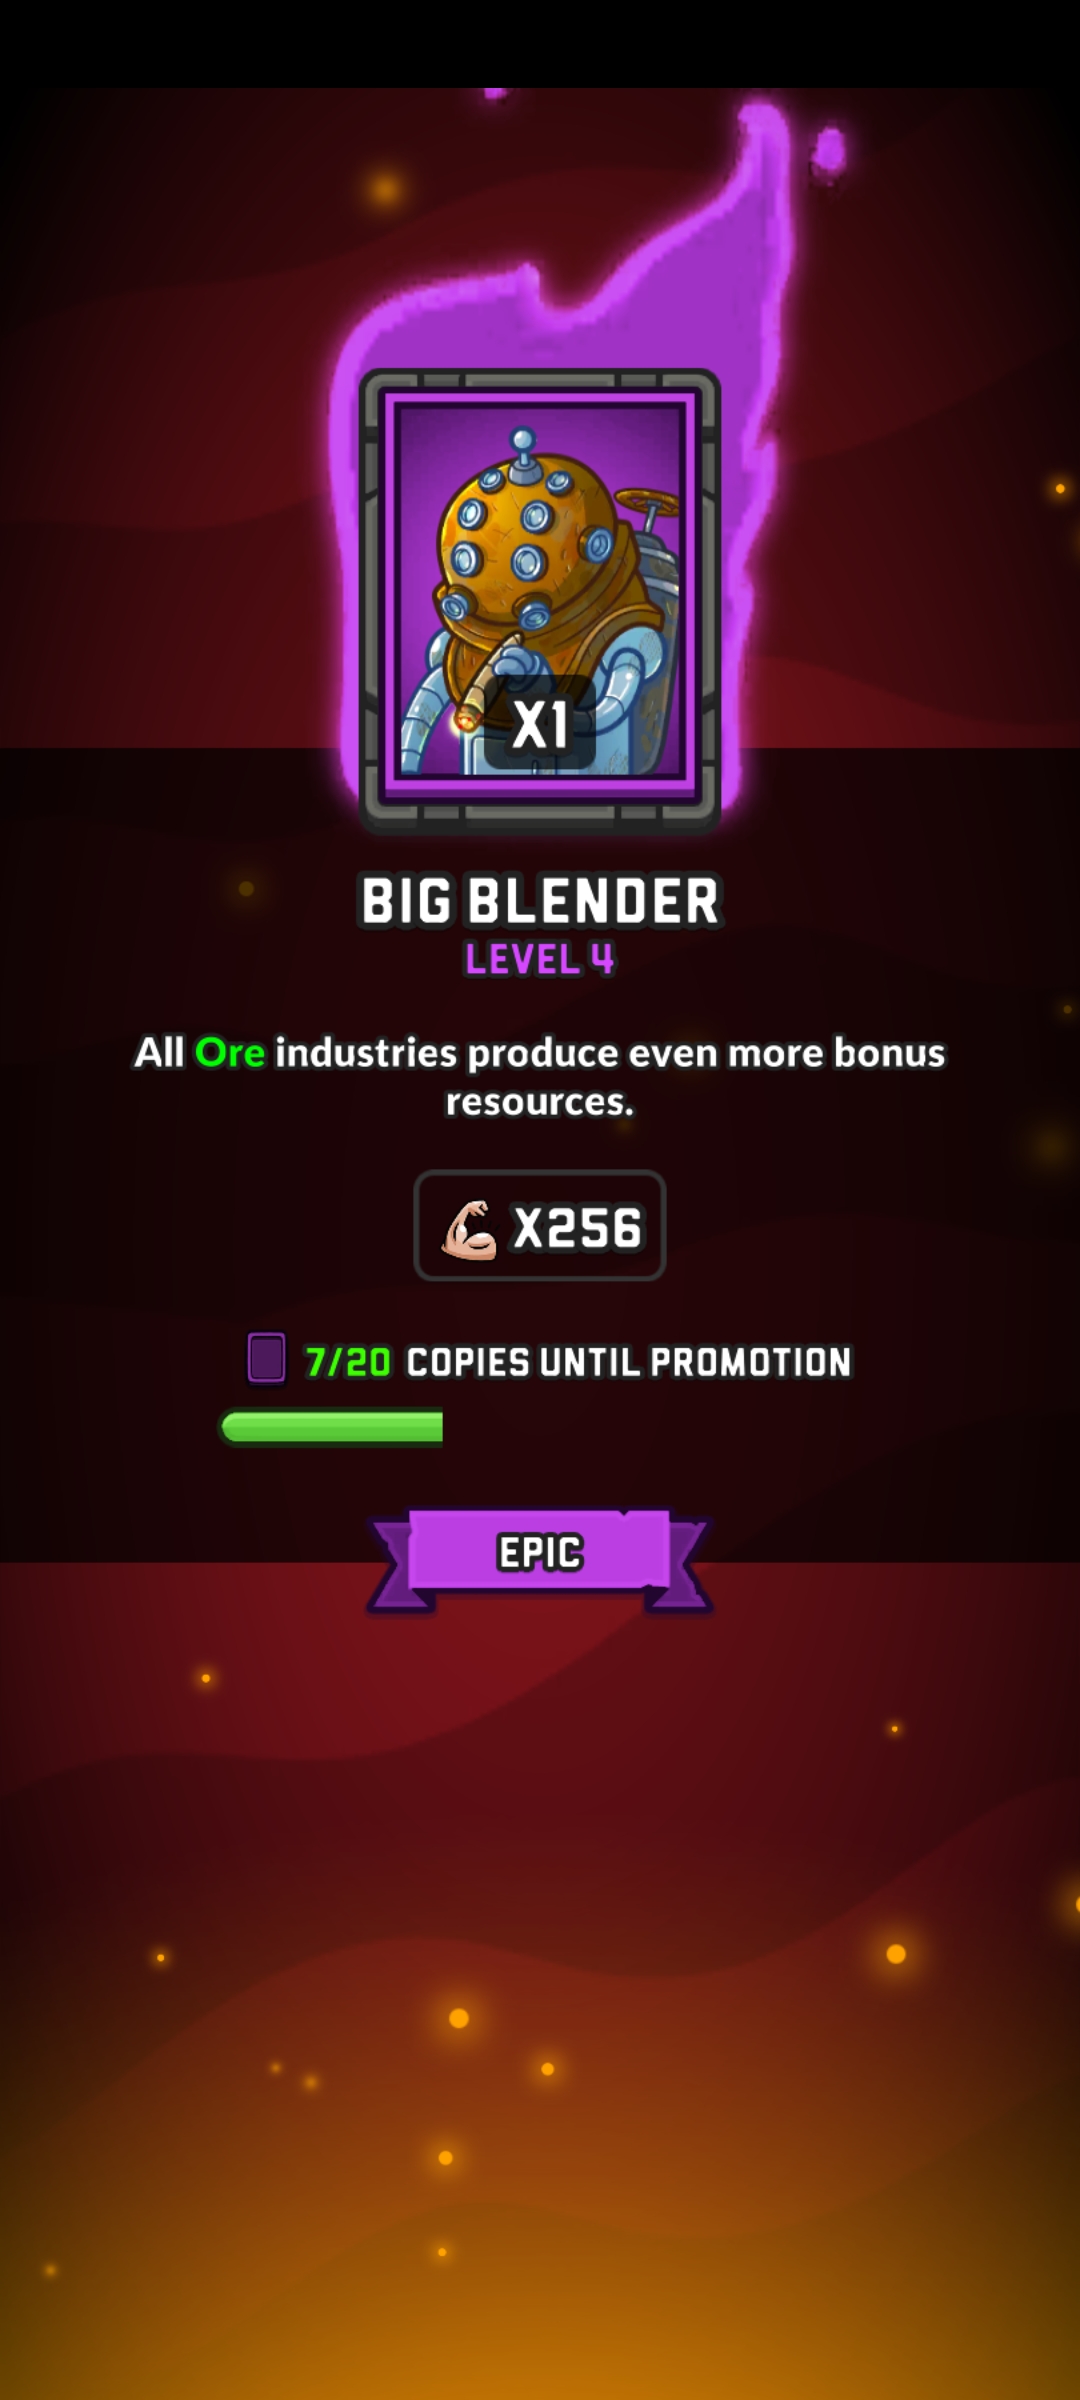 X1
BIG BLENDER
LEVEL 4
All Ore industries produce even more bonus
resources.
X256
7/20 COPIES UNTIL PROMOTION
EPIC